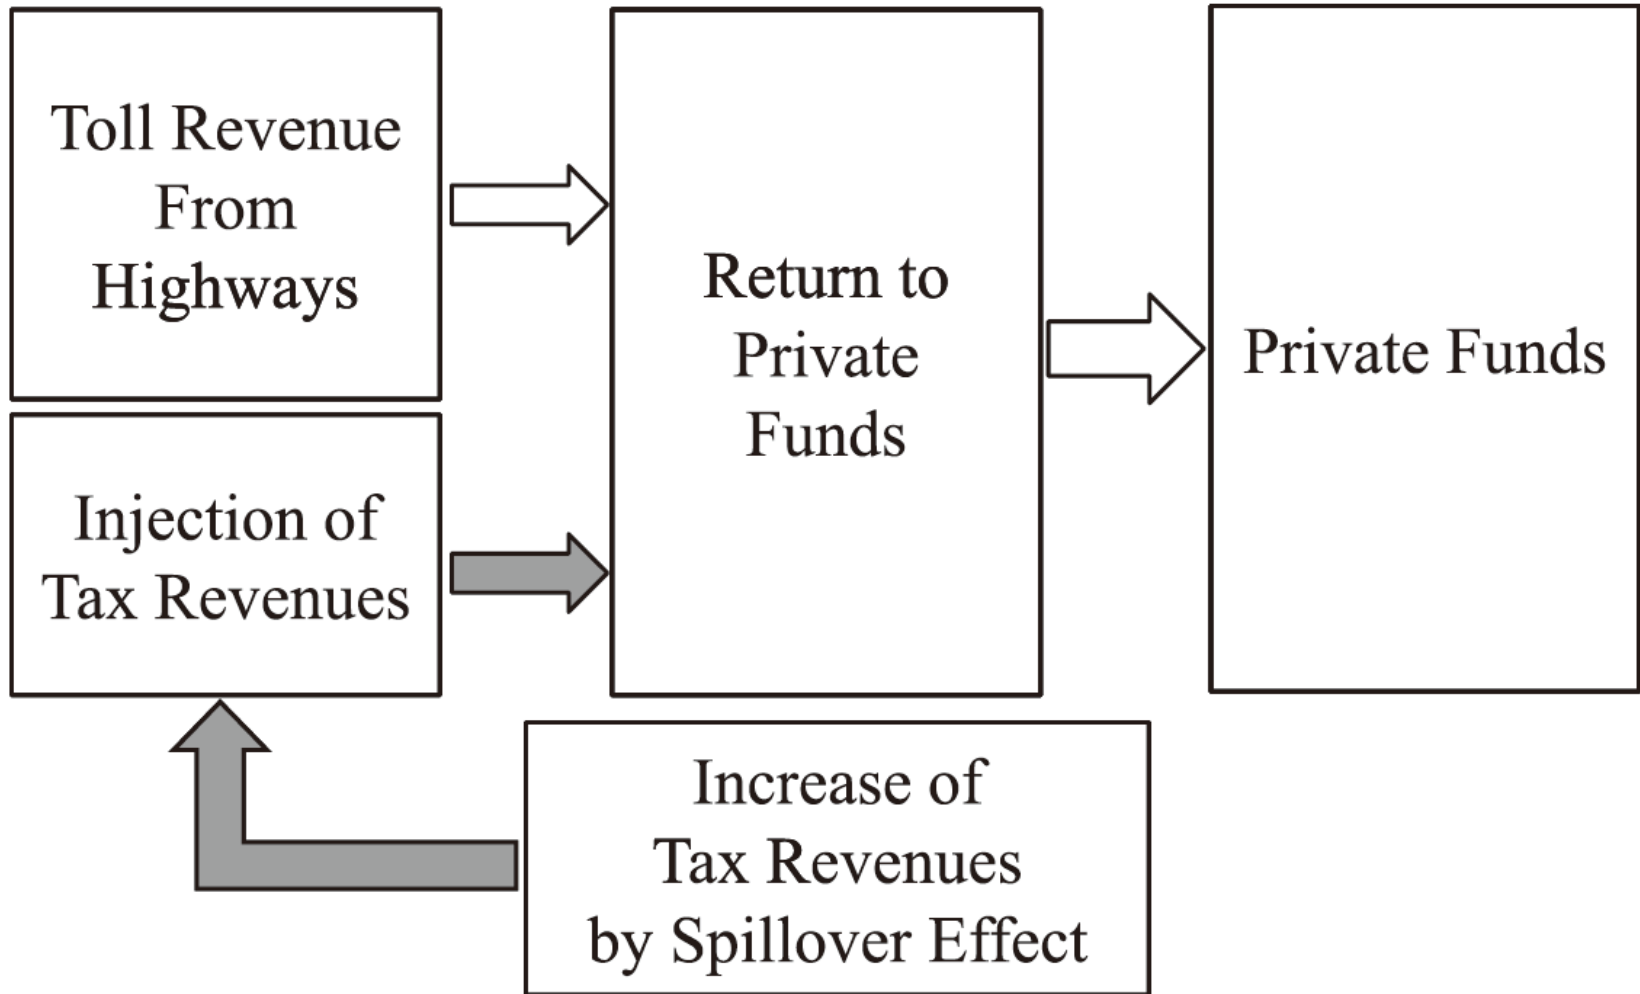 Toll Revenue
From
Highways
Injection of
Tax Revenues
Return to
Private
Funds
Private Funds
Increase of
Tax Revenues
by Spillover Effect